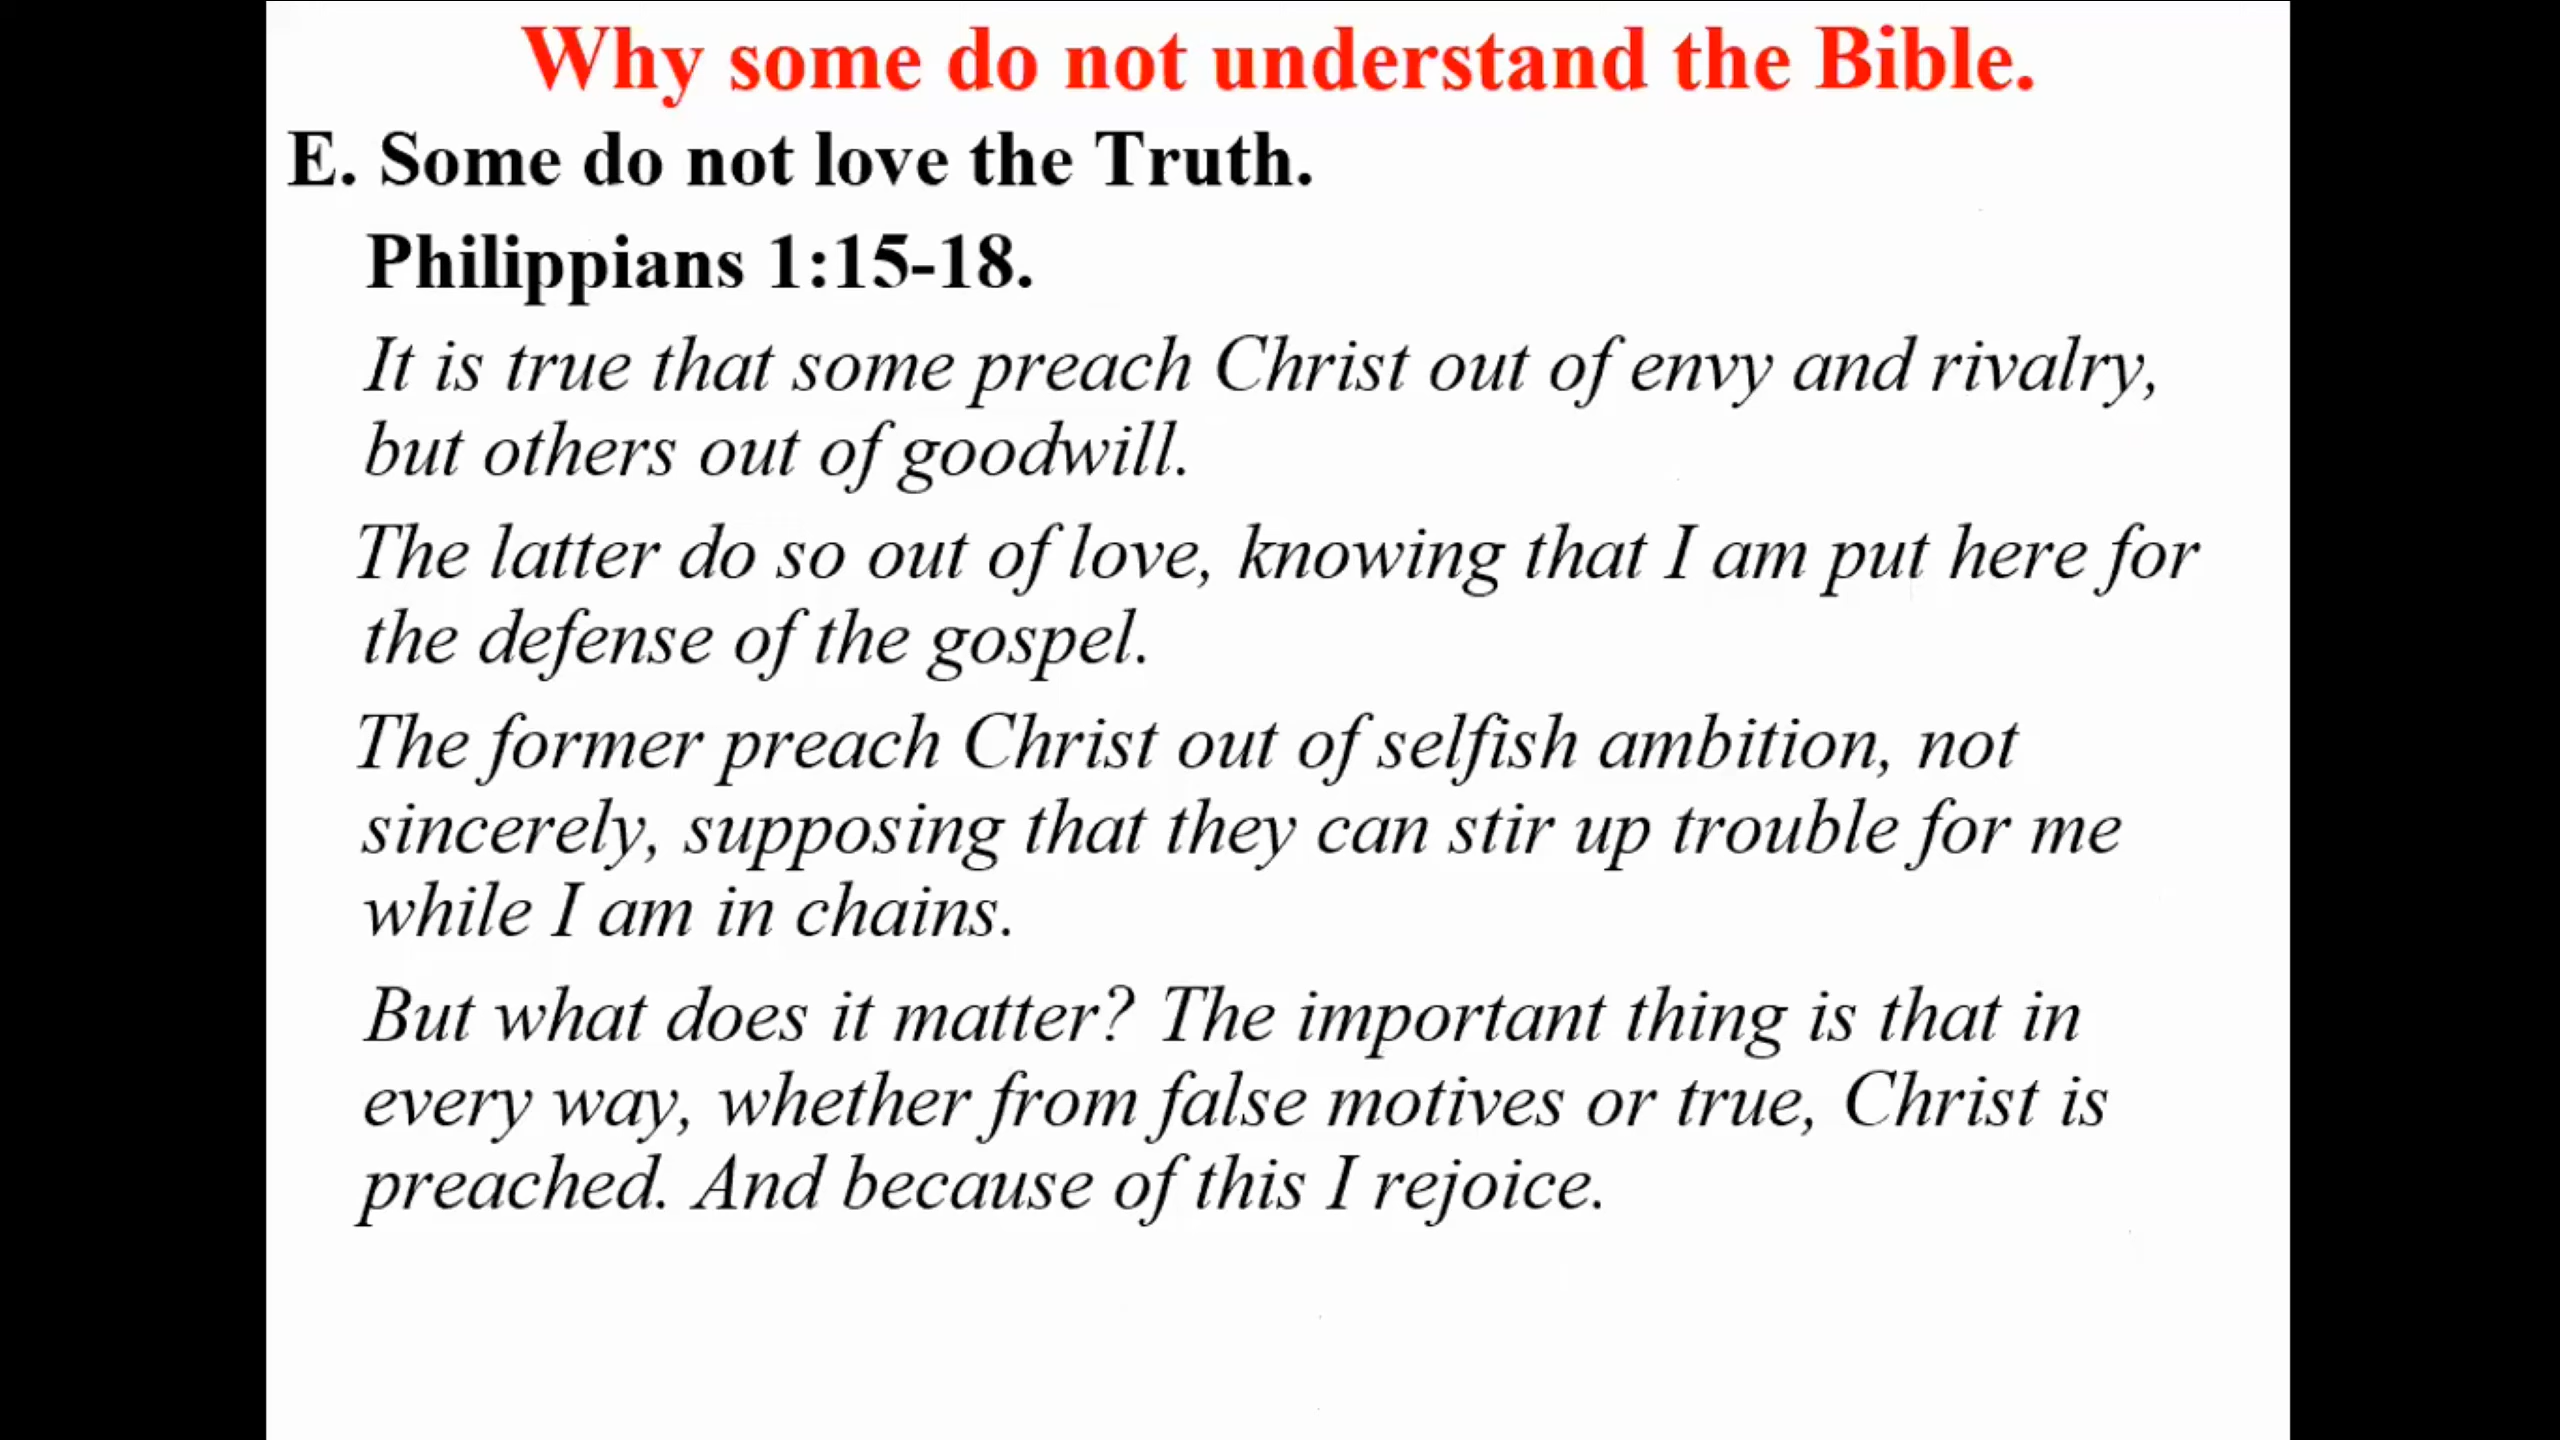 Why some do not understand the Bible.
E. Some do not love the Truth.
Philippians 1:15-18.
It is true that some preach Christ out of envy and rivalry,
but others out of goodwill.
The latter do so out of love, knowing that I am put here for
the defense of the gospel.
The former preach Christ out of selfish ambition, not
sincerely, supposing that they can stir up trouble for me
while I am in chains.
But what does it matter? The important thing is that in
every way, whether from false motives or true, Christ is
preached. And because of this I rejoice.